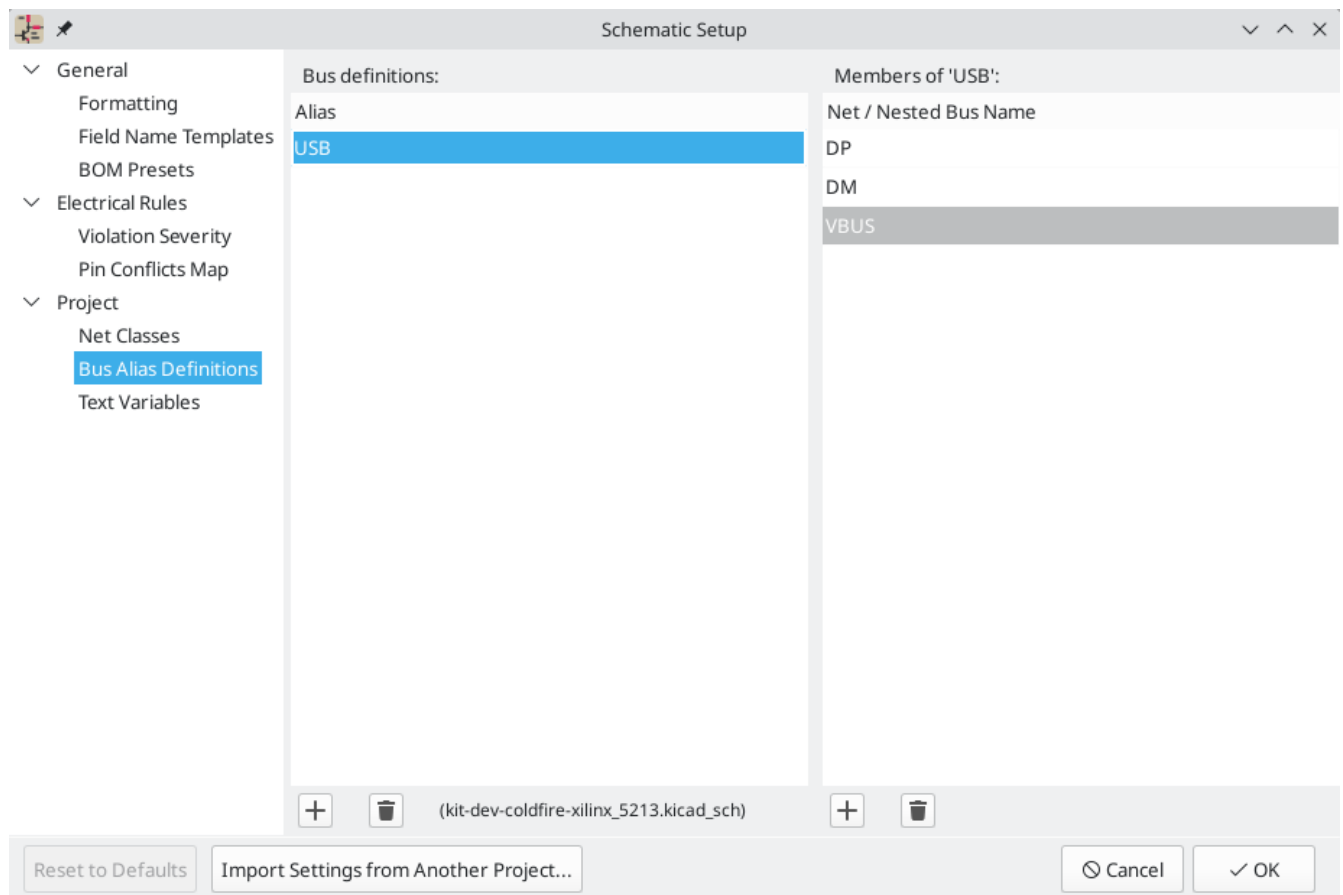 Schematic Setup
General
Formatting
Field Name Templates
BOM Presets
Electrical Rules
Violation Severity
Pin Conflicts Map
Project
Net Classes
Bus Alias Definitions
Text Variables
Bus definitions:
Alias
USB
(kit-dev-coldfire-xilinx_5213.kicad_sch)
Members of 'USB':
Net / Nested Bus Name
DP
DM
VBUS
Reset to Defaults
Import Settings from Another Project...
Cancel
OK